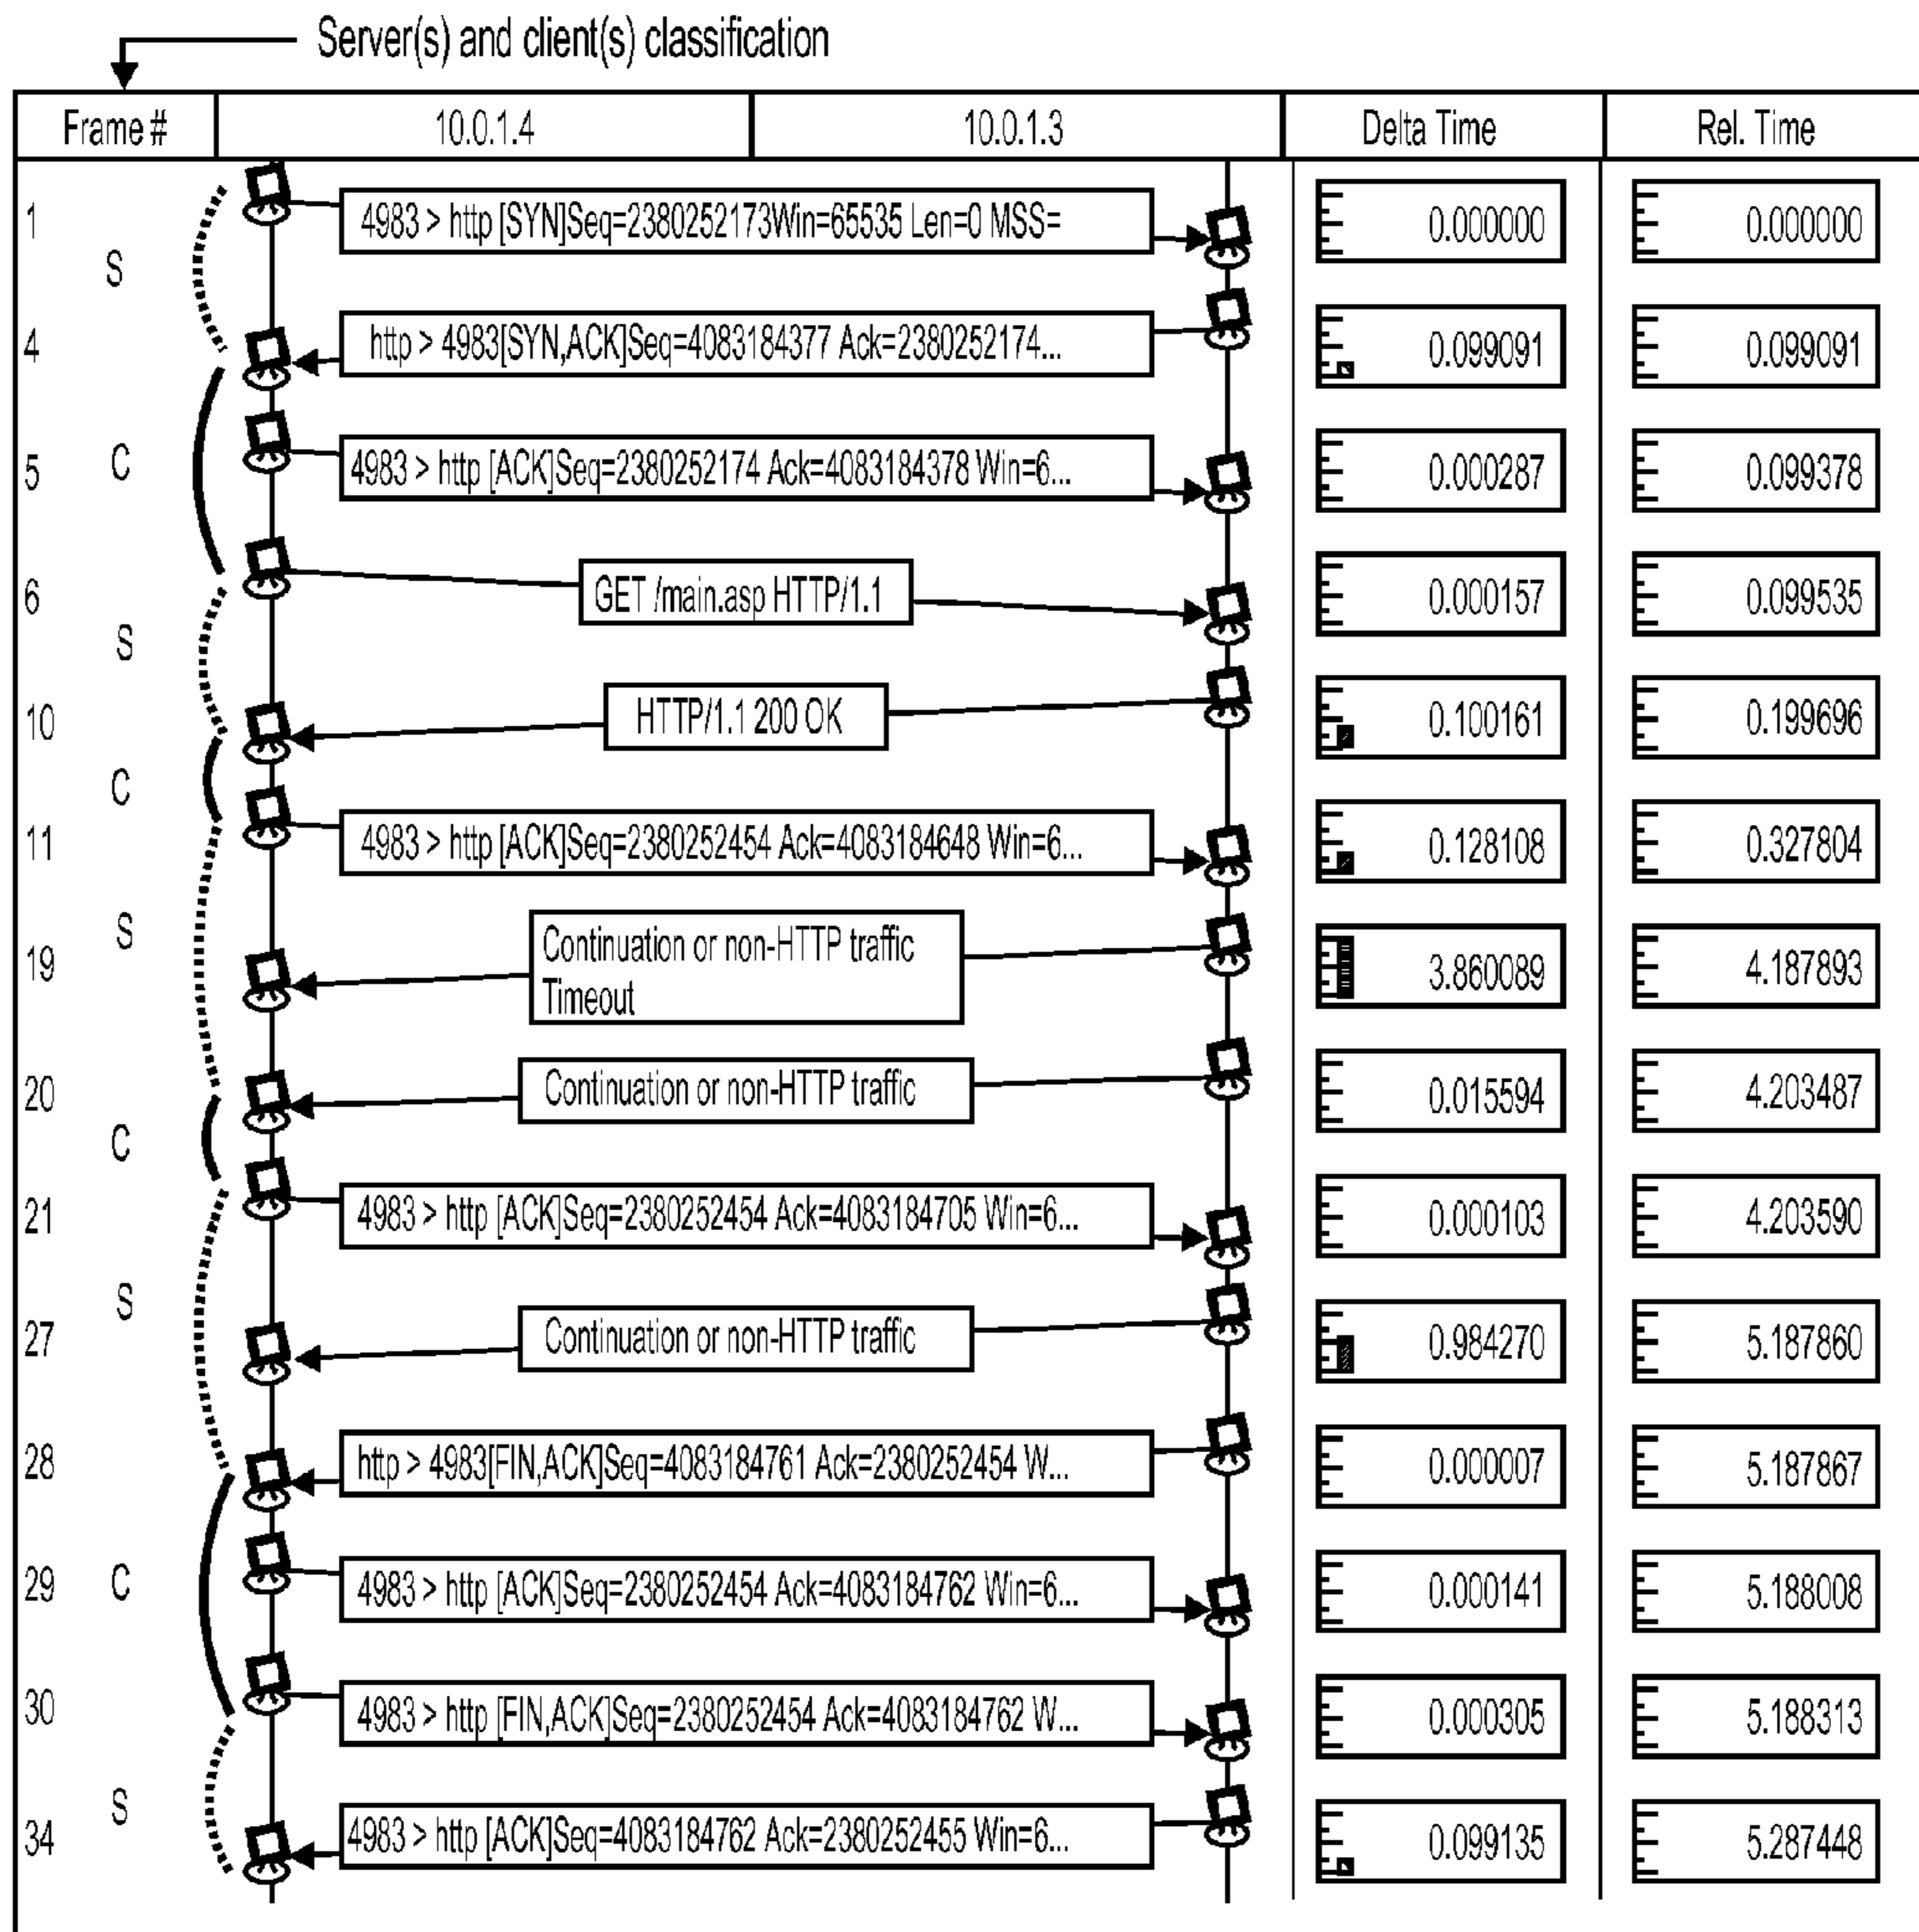 Server(s) and client(s) classification
Frame # 10.0.1.4 10.0.1.3 Delta Time Rel. Time
1 4983 > http [SYN]Seq=2380252173Win=65535 Len=0 MSS= 0.000000 0.000000
S
4 http > 4983[SYN,ACK]Seq=4083184377 Ack=2380252174... 0.099091 0.099091
5 C 4983 > http [ACK]Seq=2380252174 Ack=4083184378 Win=6... 0.000287 0.099378
6 GET /main.asp HTTP/1.1 0.000157 0.099535
S
10 HTTP/1.1 200 OK 0.100161 0.199696
C
11 4983 > http [ACK]Seq=2380252454 Ack=4083184648 Win=6... 0.128108 0.327804
S
19 Continuation or non-HTTP traffic 3.860089 4.187893
Timeout
20 Continuation or non-HTTP traffic 0.015594 4.203487
C
21 4983 > http [ACK]Seq=2380252454 Ack=4083184705 Win=6... 0.000103 4.203590
S
27 Continuation or non-HTTP traffic 0.984270 5.187860
28 http > 4983[FIN,ACK]Seq=4083184761 Ack=2380252454 W... 0.000007 5.187867
29 C 4983 > http [ACK]Seq=2380252454 Ack=4083184762 Win=6... 0.000141 5.188008
30 4983 > http [FIN,ACK]Seq=2380252454 Ack=4083184762 W... 0.000305 5.188313
S
34 4983 > http [ACK]Seq=4083184762 Ack=2380252455 Win=6... 0.099135 5.287448